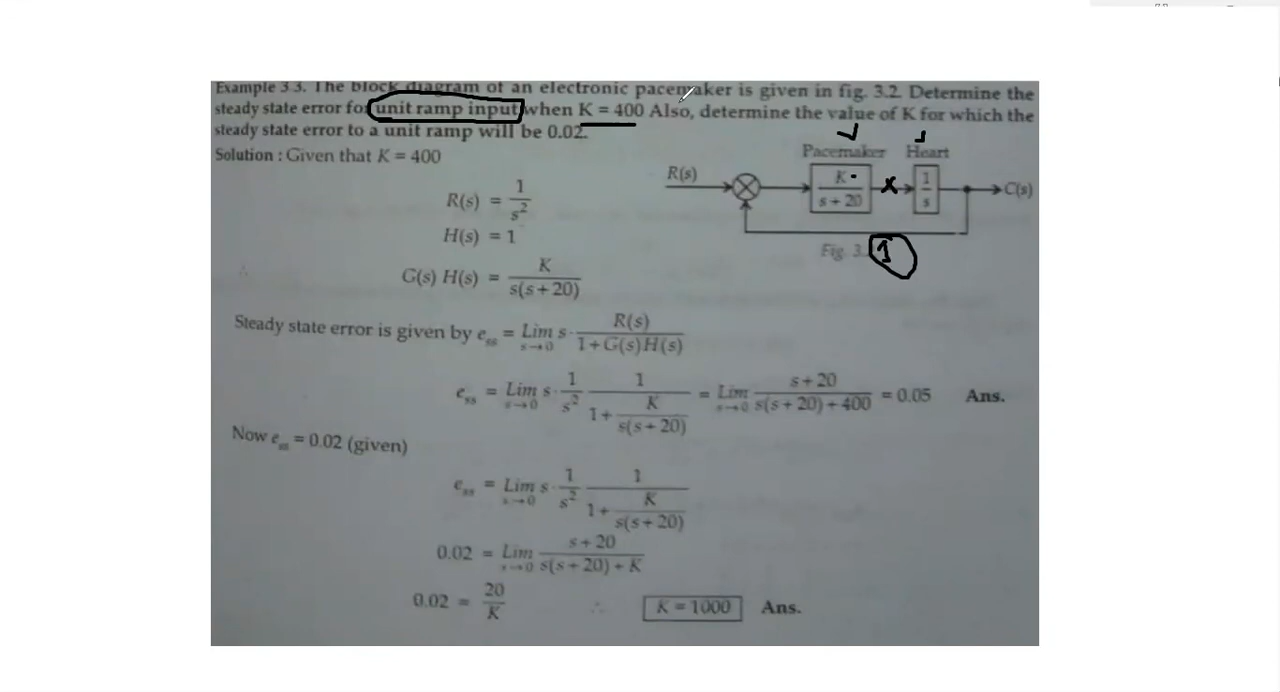 Example 3.3. The block diagram of an electronic pacemaker is given in fig. 3.2. Determine the
steady state error for unit ramp input when K = 400 Also, determine the value of K for which the
steady state error to a unit ramp will be 0.02.
Solution : Given that K = 400
Pacemaker Heart
R(s) K s + 20 1 s C(s)
Fig. 3. 1
R(s) = 1/s²
H(s) = 1
G(s) H(s) = K/s(s + 20)
Steady state error is given by eₛₛ = Lim s→0 s · R(s)/1 + G(s)H(s)
eₛₛ = Lim s→0 s · 1/s² 1/1 + K/s(s + 20) = Lim s→0 s + 20/s(s + 20) + 400 = 0.05 Ans.
Now eₛₛ = 0.02 (given)
eₛₛ = Lim s→0 s · 1/s² 1/1 + K/s(s + 20)
0.02 = Lim s→0 s + 20/s(s + 20) + K
0.02 = 20/K ∴ K = 1000 Ans.